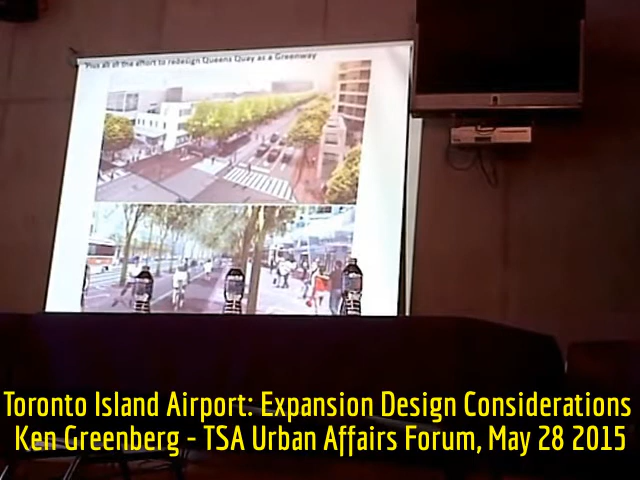 Plus all of the effort to redesign Queens Quay as a Greenway
Toronto Island Airport: Expansion Design Considerations
Ken Greenberg - TSA Urban Affairs Forum, May 28 2015